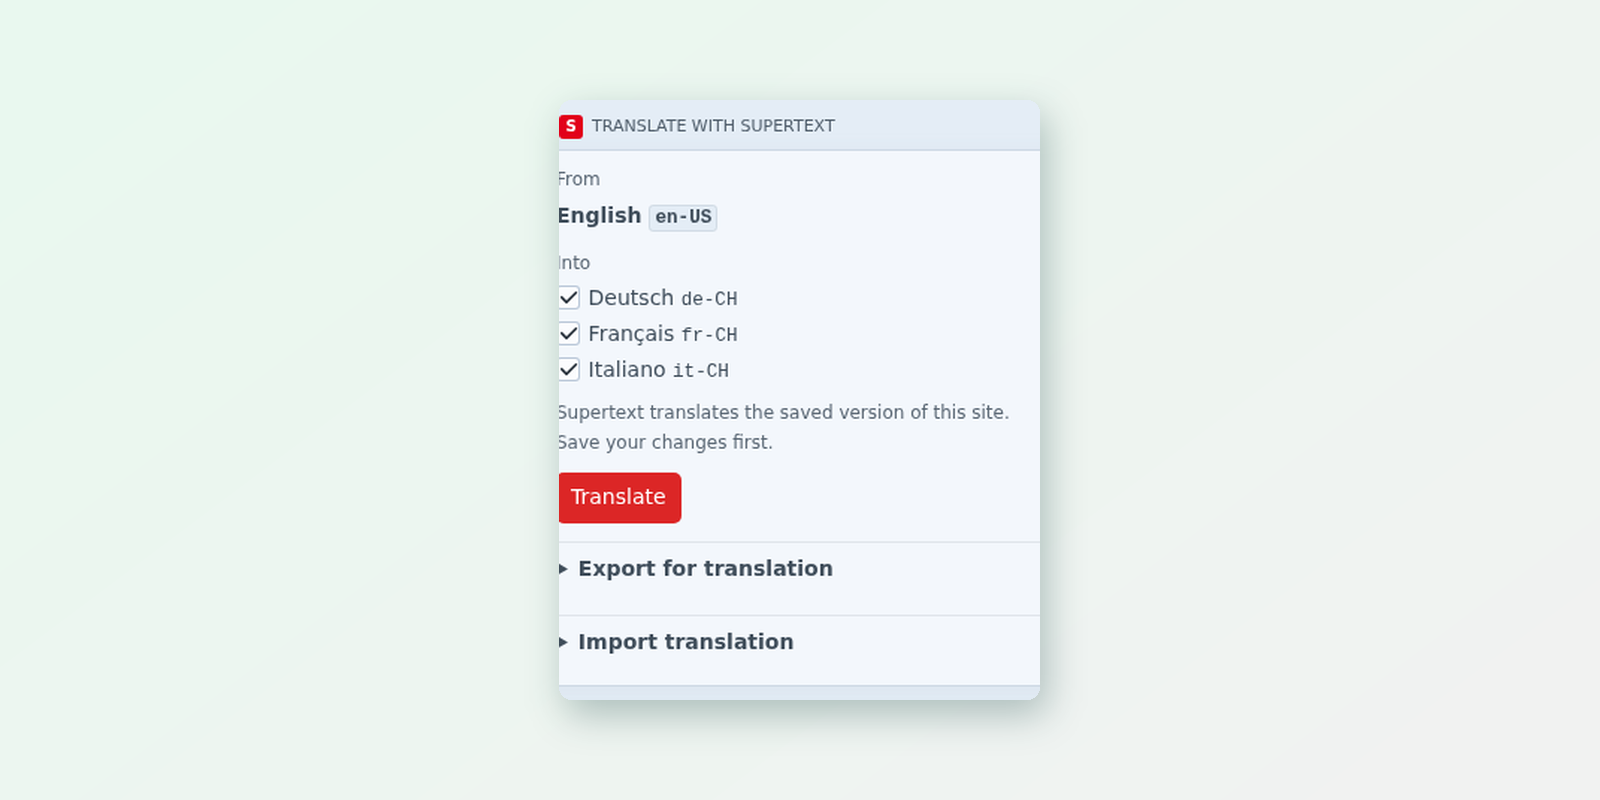 S TRANSLATE WITH SUPERTEXT
From
English en-US
Into
Deutsch de-CH
Français fr-CH
Italiano it-CH
Supertext translates the saved version of this site.
Save your changes first.
Translate
Export for translation
Import translation